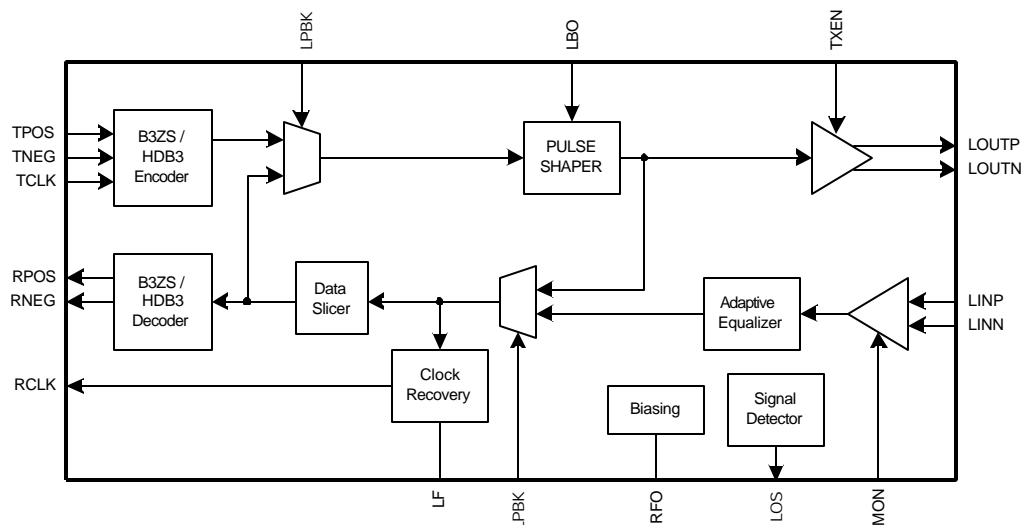 LPBK
LBO
TXEN
TPOS
TNEG
TCLK
B3ZS /
HDB3
Encoder
PULSE
SHAPER
LOUTP
LOUTN
RPOS
RNEG
B3ZS /
HDB3
Decoder
Data
Slicer
Adaptive
Equalizer
LINP
LINN
RCLK
Clock
Recovery
Biasing
Signal
Detector
LF
LPBK
RFO
LOS
MON